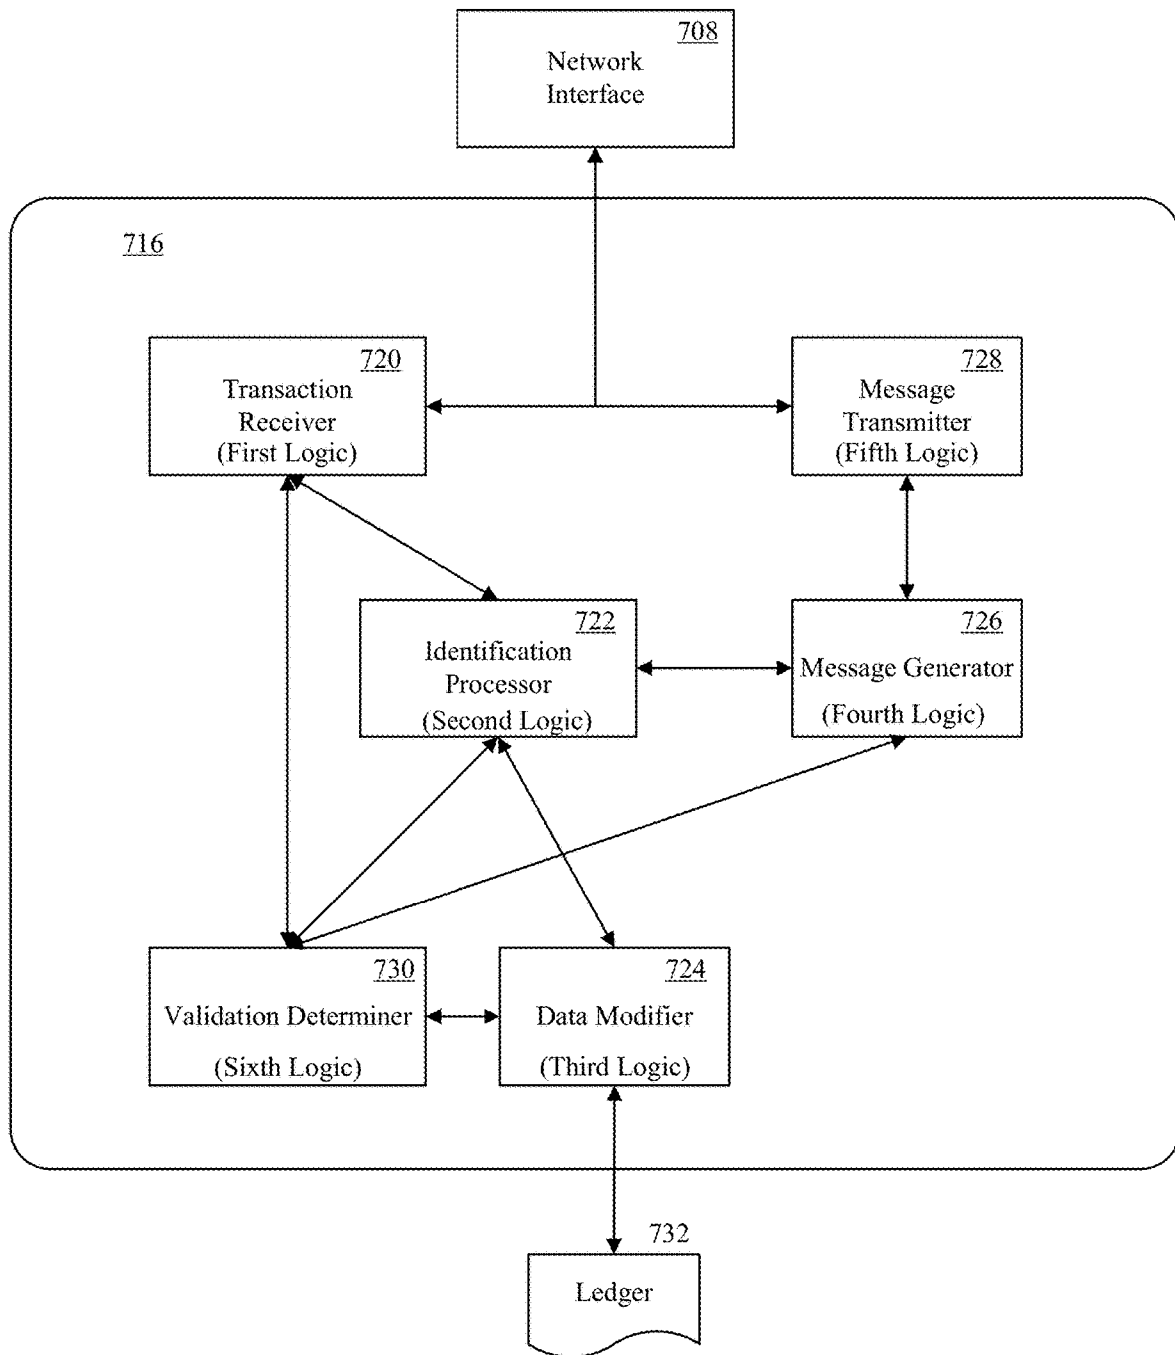 708
Network
Interface
716
720
Transaction
Receiver
(First Logic)
728
Message
Transmitter
(Fifth Logic)
722
Identification
Processor
(Second Logic)
726
Message Generator
(Fourth Logic)
730
Validation Determiner
(Sixth Logic)
724
Data Modifier
(Third Logic)
732
Ledger